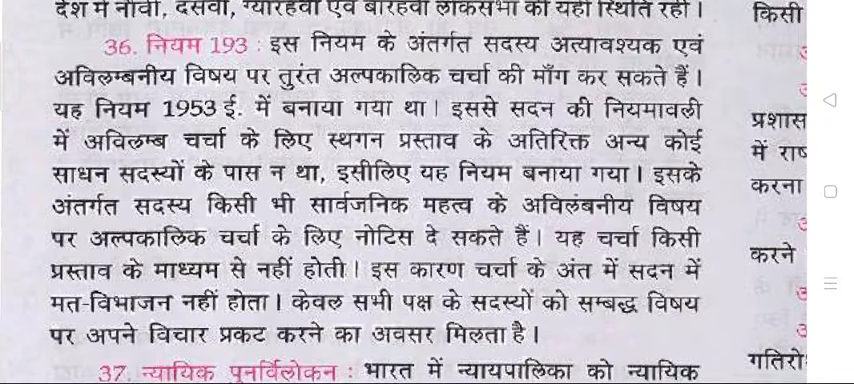 देश में नौवीं, दसवीं, ग्यारहवीं एवं बारहवीं लोकसभा की यही स्थिति रही।
36. नियम 193 : इस नियम के अंतर्गत सदस्य अत्यावश्यक एवं
अविलम्बनीय विषय पर तुरंत अल्पकालिक चर्चा की माँग कर सकते हैं।
यह नियम 1953 ई. में बनाया गया था। इससे सदन की नियमावली
में अविलम्ब चर्चा के लिए स्थगन प्रस्ताव के अतिरिक्त अन्य कोई
साधन सदस्यों के पास न था, इसीलिए यह नियम बनाया गया। इसके
अंतर्गत सदस्य किसी भी सार्वजनिक महत्व के अविलंबनीय विषय
पर अल्पकालिक चर्चा के लिए नोटिस दे सकते हैं। यह चर्चा किसी
प्रस्ताव के माध्यम से नहीं होती। इस कारण चर्चा के अंत में सदन में
मत-विभाजन नहीं होता। केवल सभी पक्ष के सदस्यों को सम्बद्ध विषय
पर अपने विचार प्रकट करने का अवसर मिलता है।
37. न्यायिक पुनर्विलोकन : भारत में न्यायपालिका को न्यायिक
किसी
प्रशास
में राष
करना
करने
गतिरो